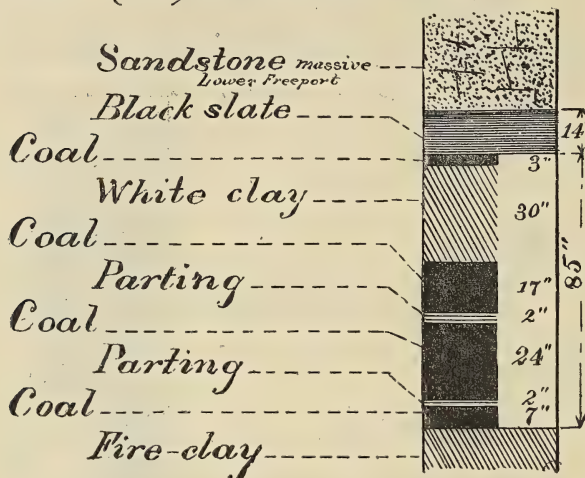 Sandstone massive
Lower Freeport
Black slate
14
Coal
3"
White clay
30"
Coal
17"
Parting
2"
Coal
24"
Parting
2"
Coal
7"
Fire-clay
85"